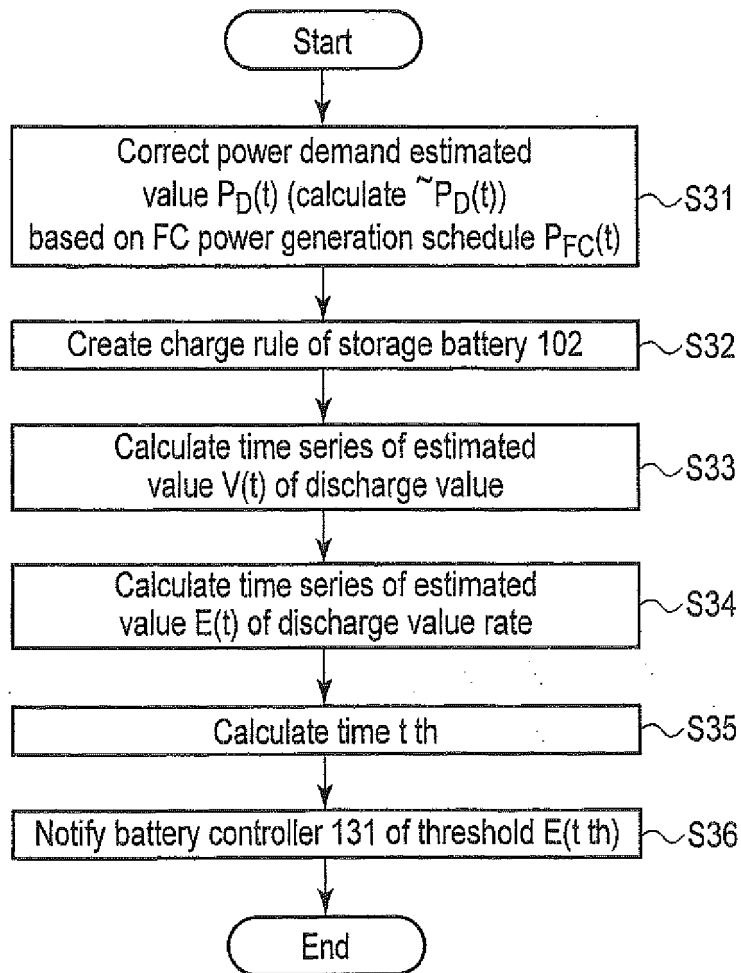 Start
Correct power demand estimated
value P_D(t) (calculate ~P_D(t))
based on FC power generation schedule P_FC(t)
S31
Create charge rule of storage battery 102
S32
Calculate time series of estimated
value V(t) of discharge value
S33
Calculate time series of estimated
value E(t) of discharge value rate
S34
Calculate time t th
S35
Notify battery controller 131 of threshold E(t th)
S36
End